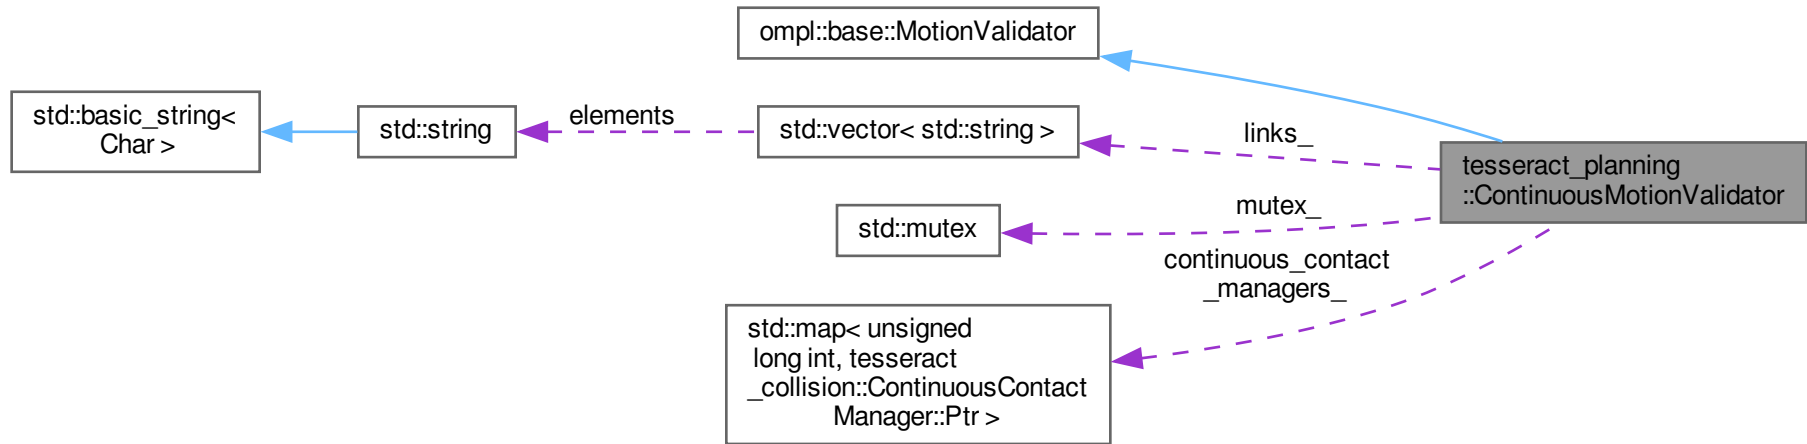 ompl::base::MotionValidator
std::basic_string<
Char >
std::string
elements
std::vector< std::string >
links_
tesseract_planning
::ContinuousMotionValidator
std::mutex
mutex_
continuous_contact
_managers_
std::map< unsigned
long int, tesseract
_collision::ContinuousContact
Manager::Ptr >